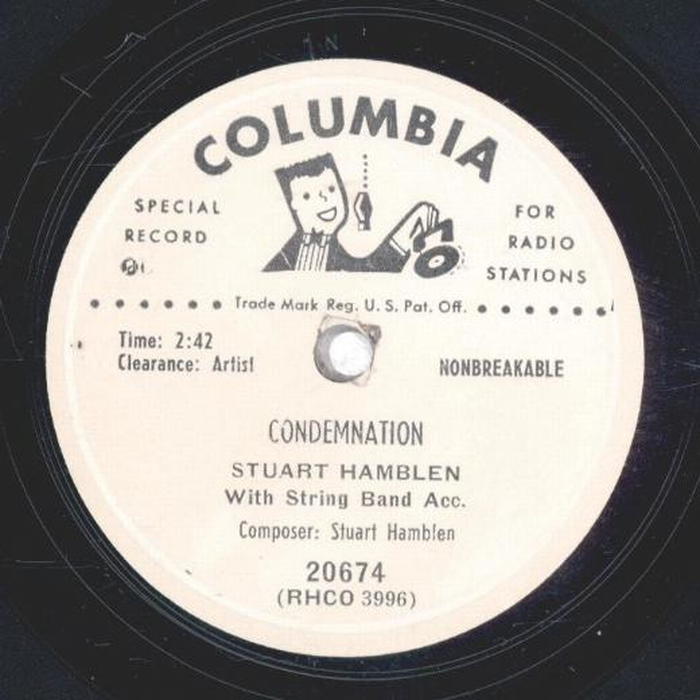 COLUMBIA
SPECIAL
RECORD
FOR
RADIO
STATIONS
Trade Mark Reg. U. S. Pat. Off.
Time: 2:42
Clearance: Artist
NONBREAKABLE
CONDEMNATION
STUART HAMBLEN
With String Band Acc.
Composer: Stuart Hamblen
20674
(RHCO 3996)